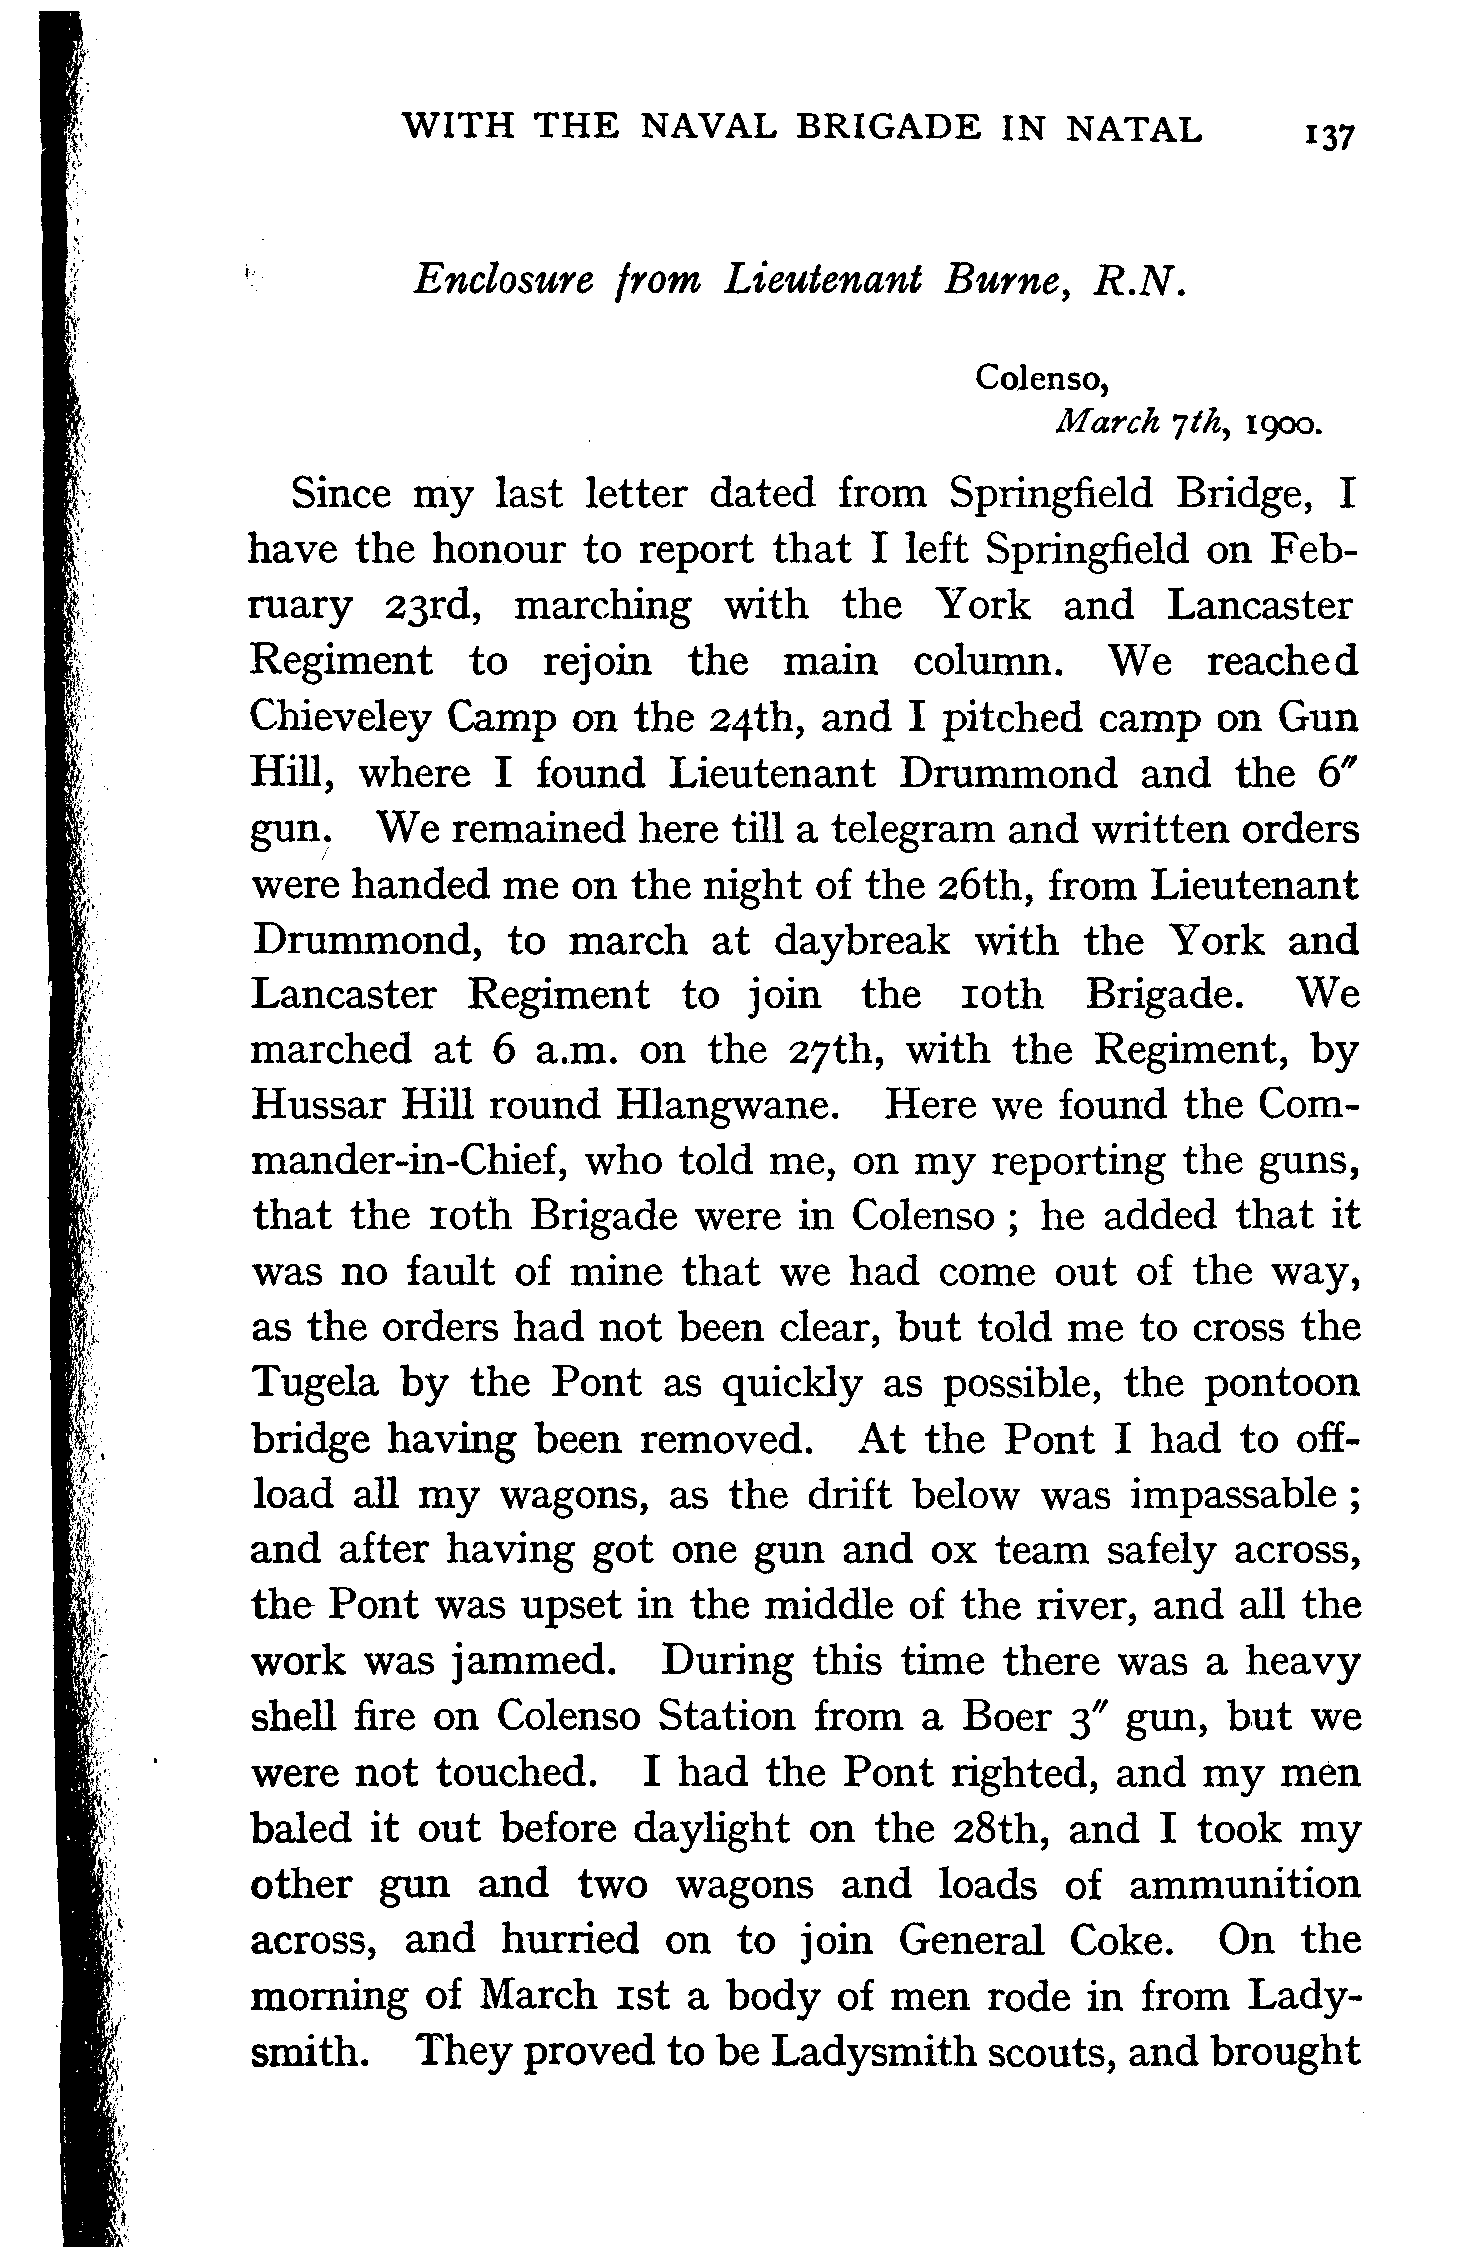 WITH THE NAVAL BRIGADE IN NATAL 137
Enclosure from Lieutenant Burne, R.N.
Colenso,
March 7th, 1900.
Since my last letter dated from Springfield Bridge, I
have the honour to report that I left Springfield on Feb-
ruary 23rd, marching with the York and Lancaster
Regiment to rejoin the main column. We reached
Chieveley Camp on the 24th, and I pitched camp on Gun
Hill, where I found Lieutenant Drummond and the 6"
gun. We remained here till a telegram and written orders
were handed me on the night of the 26th, from Lieutenant
Drummond, to march at daybreak with the York and
Lancaster Regiment to join the 10th Brigade. We
marched at 6 a.m. on the 27th, with the Regiment, by
Hussar Hill round Hlangwane. Here we found the Com-
mander-in-Chief, who told me, on my reporting the guns,
that the 10th Brigade were in Colenso ; he added that it
was no fault of mine that we had come out of the way,
as the orders had not been clear, but told me to cross the
Tugela by the Pont as quickly as possible, the pontoon
bridge having been removed. At the Pont I had to off-
load all my wagons, as the drift below was impassable ;
and after having got one gun and ox team safely across,
the Pont was upset in the middle of the river, and all the
work was jammed. During this time there was a heavy
shell fire on Colenso Station from a Boer 3" gun, but we
were not touched. I had the Pont righted, and my men
baled it out before daylight on the 28th, and I took my
other gun and two wagons and loads of ammunition
across, and hurried on to join General Coke. On the
morning of March 1st a body of men rode in from Lady-
smith. They proved to be Ladysmith scouts, and brought